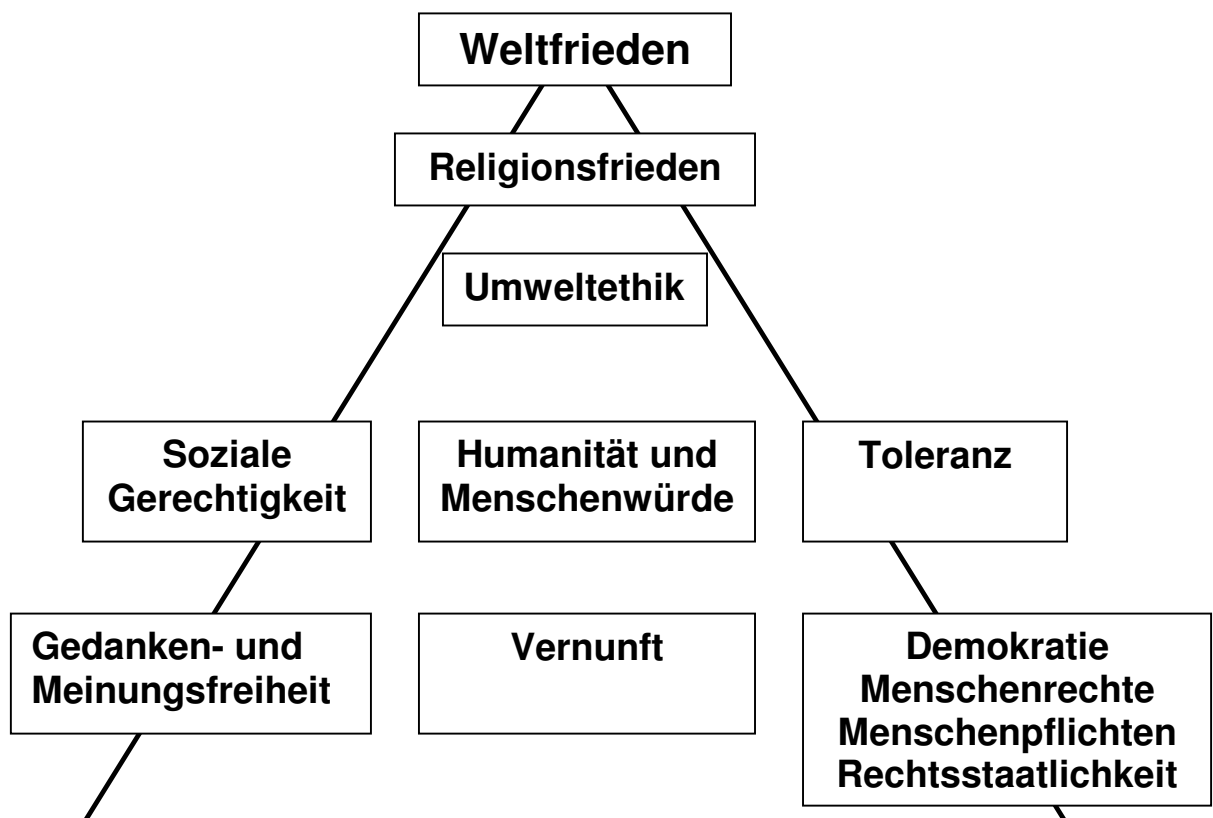 Weltfrieden
Religionsfrieden
Umweltethik
Soziale
Gerechtigkeit
Humanität und
Menschenwürde
Toleranz
Gedanken- und
Meinungsfreiheit
Vernunft
Demokratie
Menschenrechte
Menschenpflichten
Rechtsstaatlichkeit